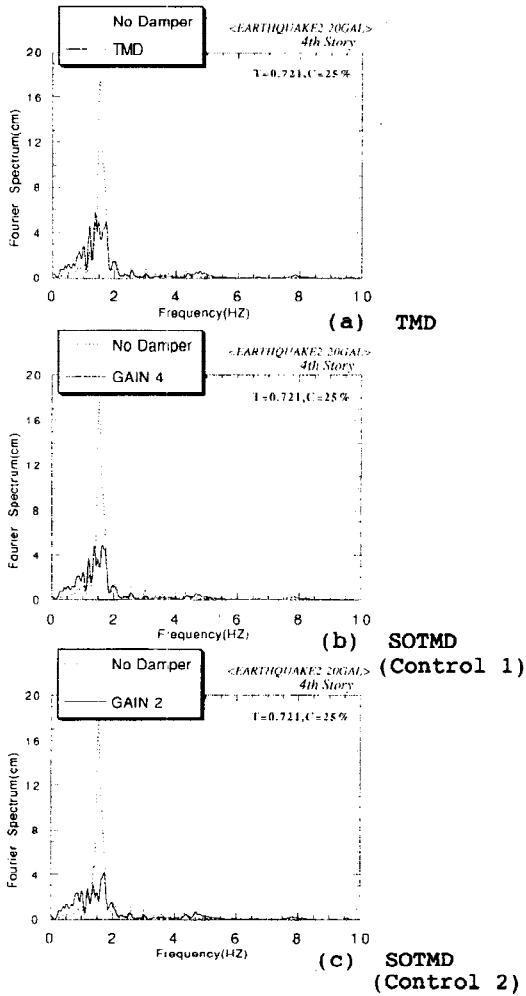 No Damper
TMD
<EARTHQUAKE2 20GAL>
4th Story
T=0.721,C=25%
20
16
12
8
4
0
Fourier Spectrum(cm)
0 2 4 6 8 10
Frequency(HZ)
(a) TMD
No Damper
GAIN 4
<EARTHQUAKE2 20GAL>
4th Story
T=0.721,C=25%
20
16
12
8
4
0
Fourier Spectrum(cm)
0 2 4 6 8 10
Frequency(HZ)
(b) SOTMD
(Control 1)
No Damper
GAIN 2
<EARTHQUAKE2 20GAL>
4th Story
T=0.721,C=25%
20
16
12
8
4
0
Fourier Spectrum(cm)
0 2 4 6 8 10
Frequency(HZ)
(c) SOTMD
(Control 2)